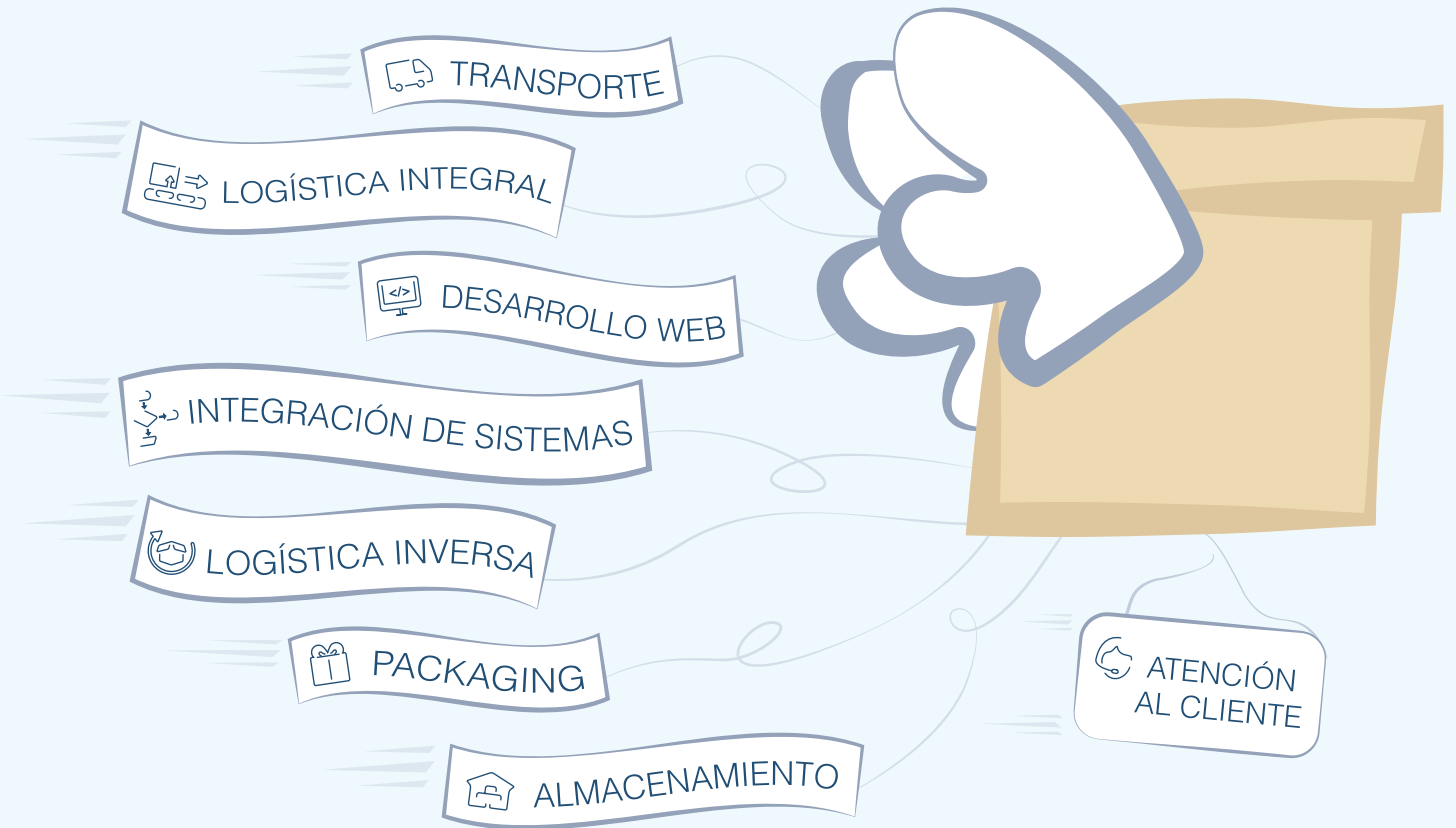 TRANSPORTE
LOGÍSTICA INTEGRAL
</> DESARROLLO WEB
INTEGRACIÓN DE SISTEMAS
LOGÍSTICA INVERSA
PACKAGING
ATENCIÓN
AL CLIENTE
ALMACENAMIENTO